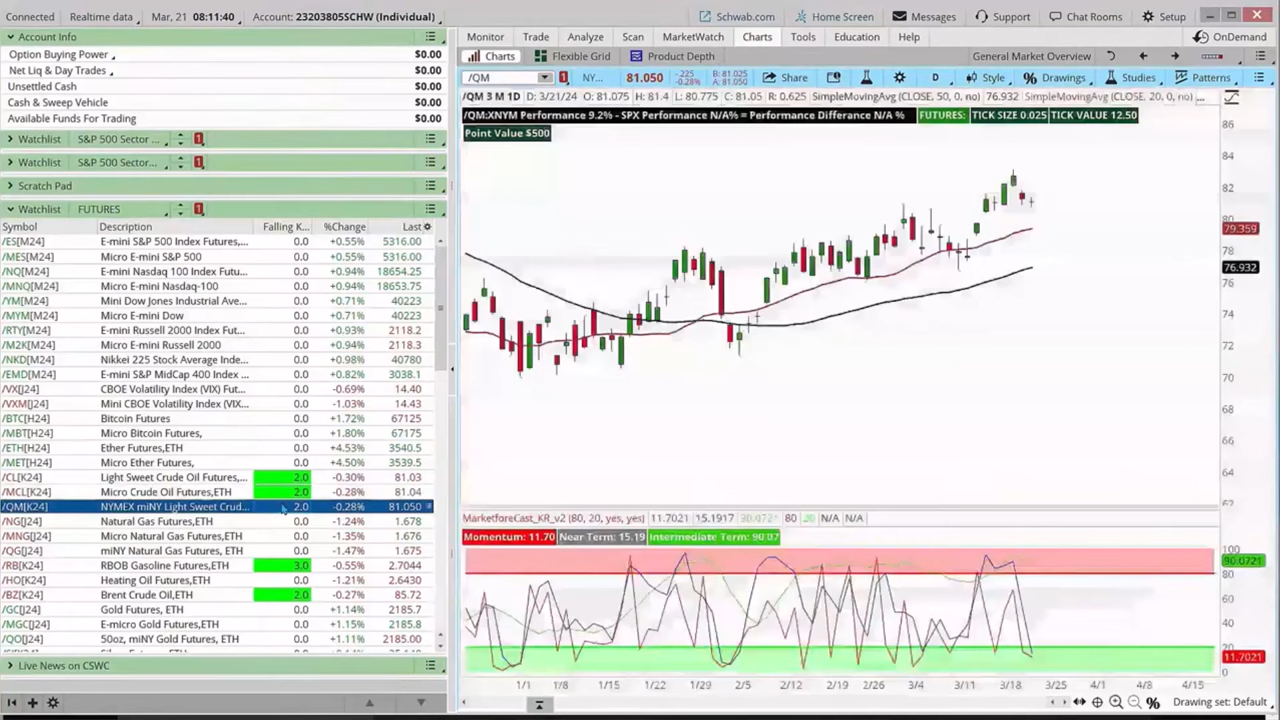 Connected Realtime data Mar, 21 08:11:40 Account: 23203805SCHW (Individual) Schwab.com Home Screen Messages Support Chat Rooms Setup
Account Info
Option Buying Power $0.00
Net Liq & Day Trades $0.00
Unsettled Cash $0.00
Cash & Sweep Vehicle $0.00
Available Funds For Trading $0.00
Watchlist S&P 500 Sector ... 1
Watchlist S&P 500 Sector... 1
Scratch Pad
Watchlist FUTURES 1
Symbol Description Falling K... %Change Last
/ES[M24] E-mini S&P 500 Index Futures,... 0.0 +0.55% 5316.00
/MES[M24] Micro E-mini S&P 500 0.0 +0.55% 5316.00
/NQ[M24] E-mini Nasdaq 100 Index Futu... 0.0 +0.94% 18654.25
/MNQ[M24] Micro E-mini Nasdaq-100 0.0 +0.94% 18653.75
/YM[M24] Mini Dow Jones Industrial Ave... 0.0 +0.71% 40223
/MYM[M24] Micro E-mini Dow 0.0 +0.71% 40223
/RTY[M24] E-mini Russell 2000 Index Fut... 0.0 +0.93% 2118.2
/M2K[M24] Micro E-mini Russell 2000 0.0 +0.94% 2118.3
/NKD[M24] Nikkei 225 Stock Average Inde... 0.0 +0.98% 40780
/EMD[M24] E-mini S&P MidCap 400 Index ... 0.0 +0.82% 3038.1
/VX[J24] CBOE Volatility Index (VIX) Fut... 0.0 -0.69% 14.40
/VXM[J24] Mini CBOE Volatility Index (VIX... 0.0 -1.03% 14.43
/BTC[H24] Bitcoin Futures 0.0 +1.72% 67125
/MBT[H24] Micro Bitcoin Futures, 0.0 +1.80% 67175
/ETH[H24] Ether Futures,ETH 0.0 +4.53% 3540.5
/MET[H24] Micro Ether Futures, 0.0 +4.50% 3539.5
/CL[K24] Light Sweet Crude Oil Futures,... 2.0 -0.30% 81.03
/MCL[K24] Micro Crude Oil Futures,ETH 2.0 -0.28% 81.04
/QM[K24] NYMEX miNY Light Sweet Crud... 2.0 -0.28% 81.050
/NG[J24] Natural Gas Futures,ETH 0.0 -1.24% 1.678
/MNG[J24] Micro Natural Gas Futures,ETH 0.0 -1.35% 1.676
/QG[J24] miNY Natural Gas Futures, ETH 0.0 -1.47% 1.675
/RB[K24] RBOB Gasoline Futures,ETH 3.0 -0.55% 2.7044
/HO[K24] Heating Oil Futures,ETH 0.0 -1.21% 2.6430
/BZ[K24] Brent Crude Oil,ETH 2.0 -0.27% 85.72
/GC[J24] Gold Futures, ETH 0.0 +1.14% 2185.7
/MGC[J24] E-micro Gold Futures,ETH 0.0 +1.15% 2185.8
/QO[J24] 50oz. miNY Gold Futures, ETH 0.0 +1.11% 2185.00
Live News on CSWC
Monitor Trade Analyze Scan MarketWatch Charts Tools Education Help OnDemand
Charts Flexible Grid Product Depth General Market Overview
/QM 1 NY... 81.050 -.225 -0.28% B: 81.025 A: 81.050 Share D Style Drawings Studies Patterns
/QM 3 M 1D D: 3/21/24 O: 81.075 H: 81.4 L: 80.775 C: 81.05 R: 0.625 SimpleMovingAvg (CLOSE, 50, 0, no) 76.932 SimpleMovingAvg (CLOSE, 20, 0, no) ...
/QM:XNYM Performance 9.2% - SPX Performance N/A% = Performance Differance N/A % FUTURES: TICK SIZE 0.025 TICK VALUE 12.50
Point Value $500
86
84
82
80
79.359
78
76.932
76
74
72
70
68
66
64
62
MarketforeCast_KR_v2 (80, 20, yes, yes) 11.7021 15.1917 90.0721 80 20 N/A N/A
Momentum: 11.70 Near Term: 15.19 Intermediate Term: 90.07
100
90.0721
80
60
40
20
11.7021
0
1/1 1/8 1/15 1/22 1/29 2/5 2/12 2/20 2/26 3/4 3/11 3/18 3/25 4/1 4/8 4/15
Drawing set: Default